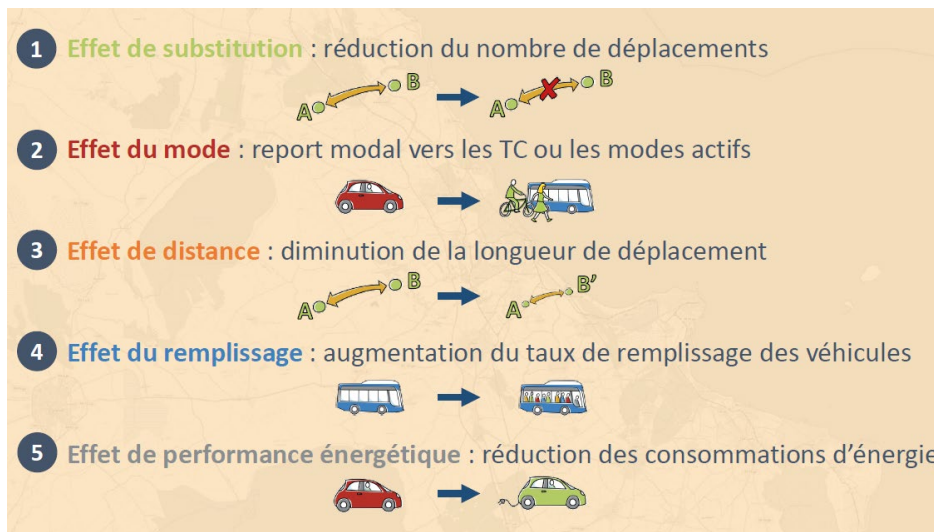 1 Effet de substitution : réduction du nombre de déplacements
A B A B
2 Effet du mode : report modal vers les TC ou les modes actifs
3 Effet de distance : diminution de la longueur de déplacement
A B A B'
4 Effet du remplissage : augmentation du taux de remplissage des véhicules
5 Effet de performance énergétique : réduction des consommations d'énergie